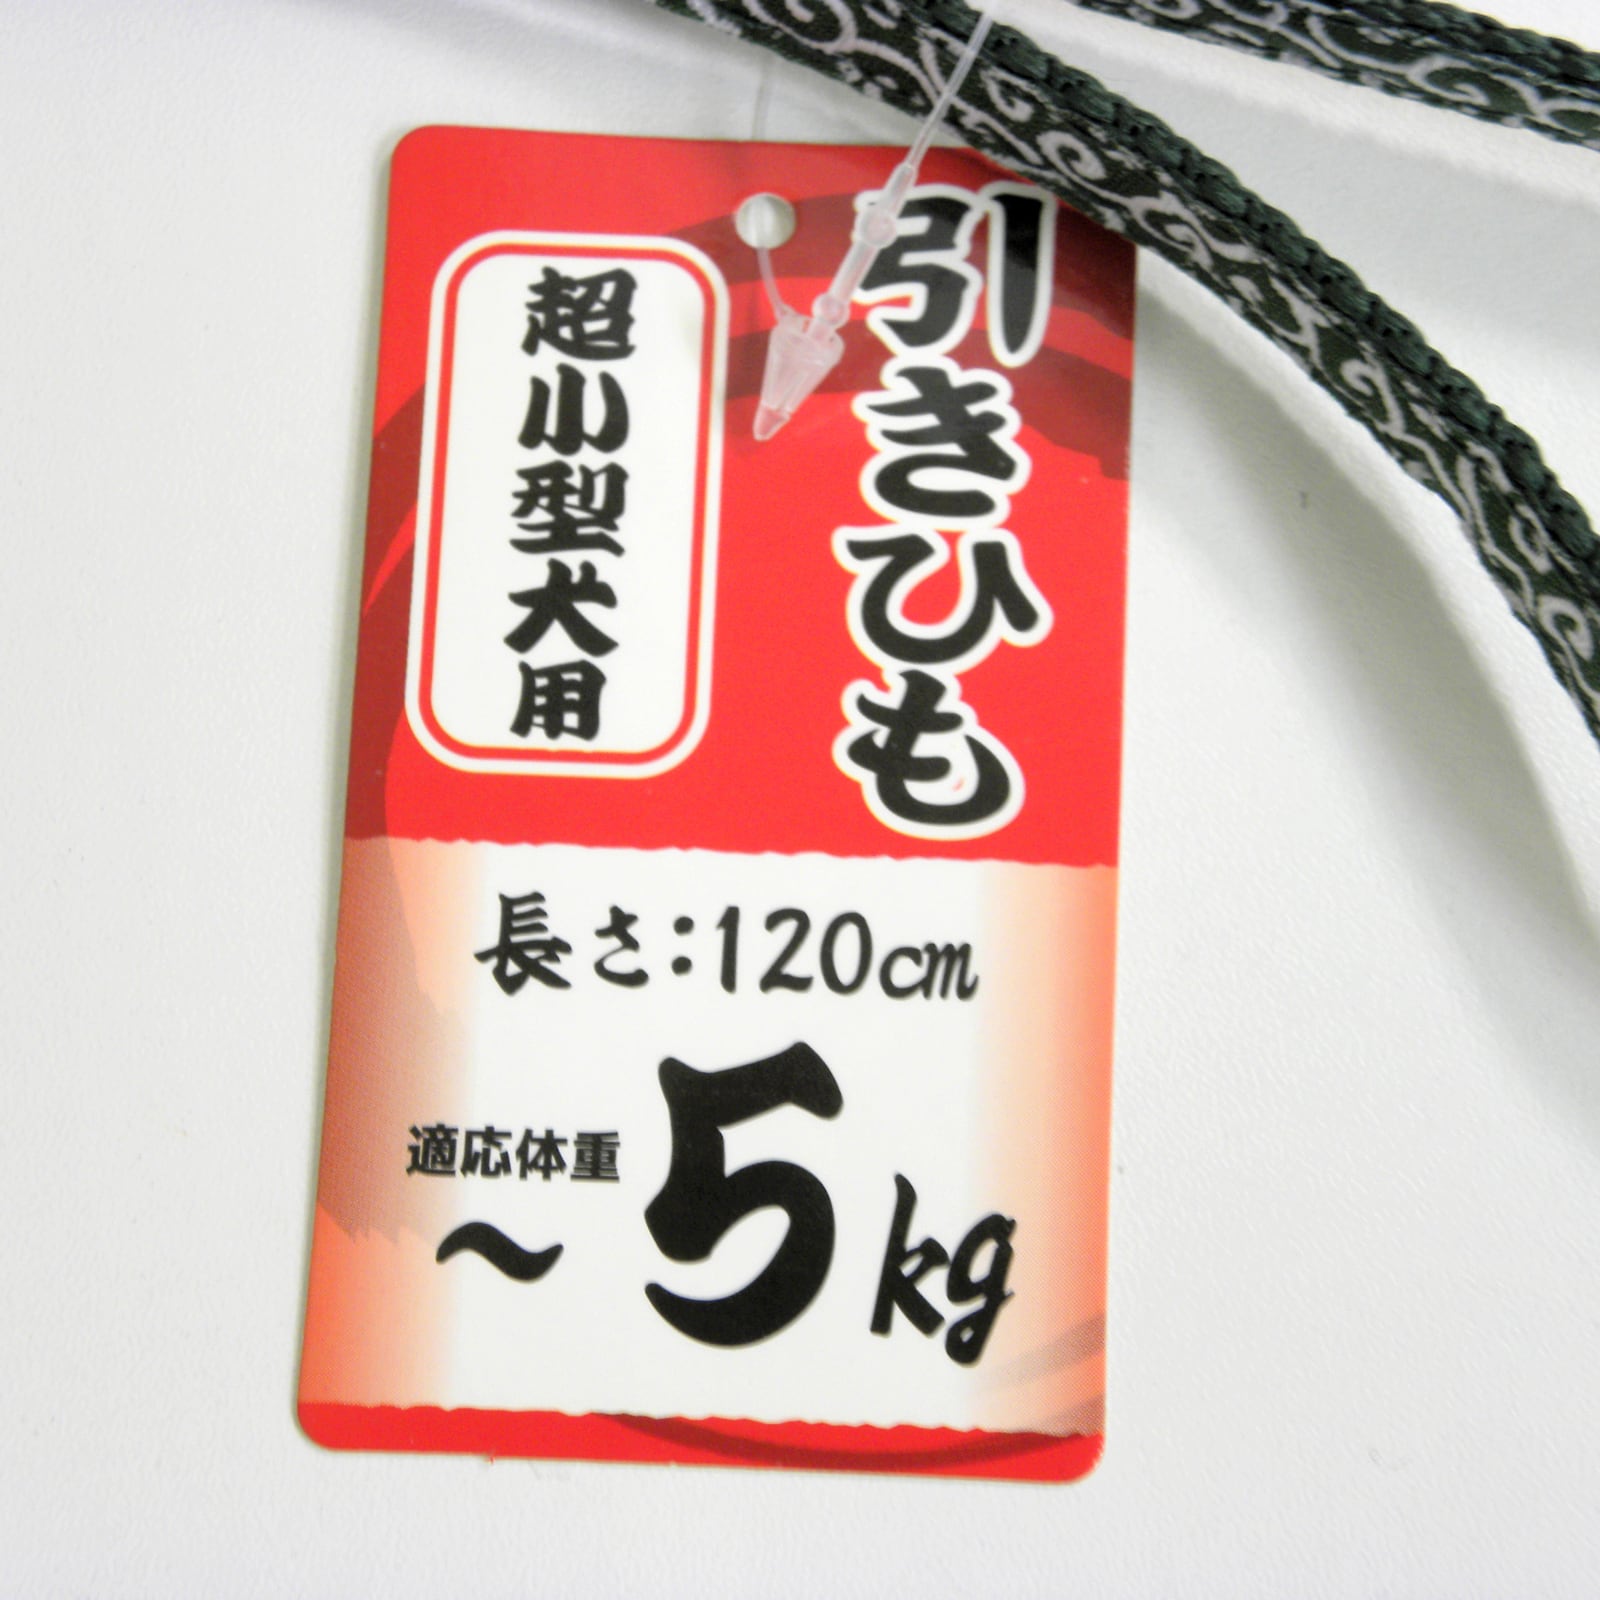 引きひも
超小型犬用
長さ:120cm
適応体重
～5kg